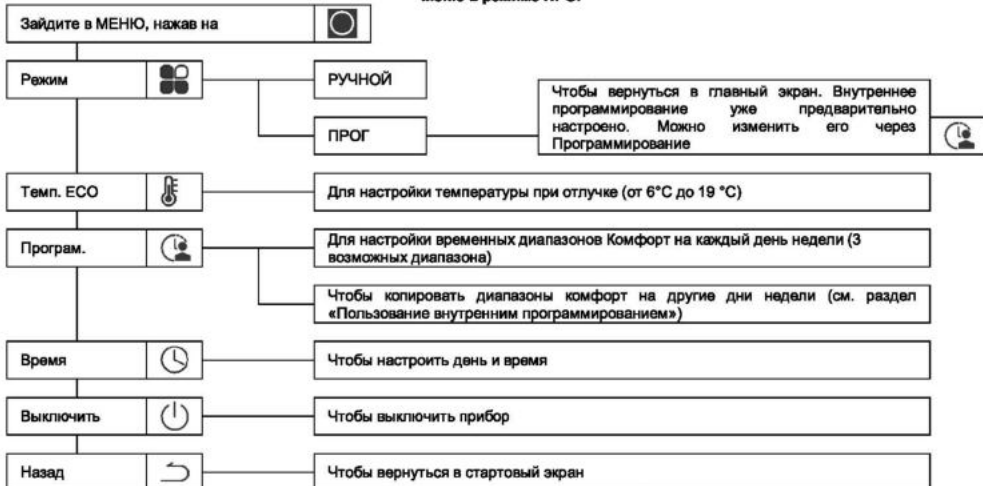 Зайдите в МЕНЮ, нажав на
Режим
РУЧНОЙ
ПРОГ
Чтобы вернуться в главный экран. Внутреннее
программирование уже предварительно
настроено. Можно изменить его через
Программирование
Темп. ECO
Для настройки температуры при отлучке (от 6°C до 19 °C)
Програм.
Для настройки временных диапазонов Комфорт на каждый день недели (3
возможных диапазона)
Чтобы копировать диапазоны комфорт на другие дни недели (см. раздел
«Пользование внутренним программированием»)
Время
Чтобы настроить день и время
Выключить
Чтобы выключить прибор
Назад
Чтобы вернуться в стартовый экран